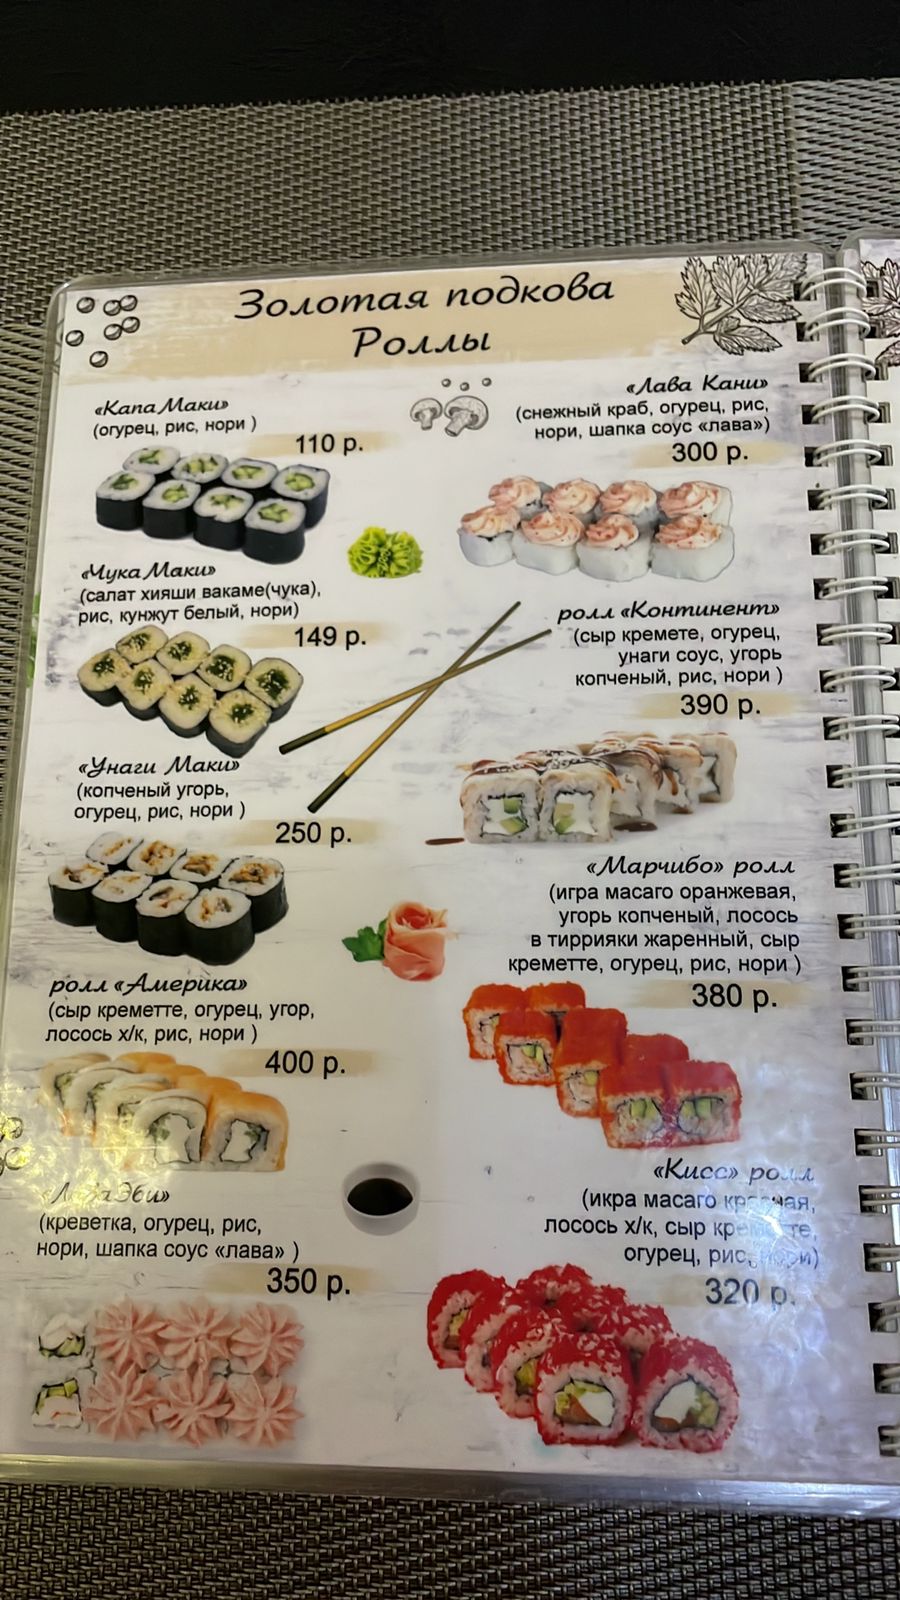 Золотая подкова
Роллы
«Капа Маки»
(огурец, рис, нори )
110 р.
«Чука Маки»
(салат хияши вакаме(чука),
рис, кунжут белый, нори)
149 р.
«Унаги Маки»
(копченый угорь,
огурец, рис, нори )
250 р.
ролл «Америка»
(сыр креметте, огурец, угор,
лосось х/к, рис, нори )
400 р.
«Лава Эби»
(креветка, огурец, рис,
нори, шапка соус «лава» )
350 р.
«Лава Кани»
(снежный краб, огурец, рис,
нори, шапка соус «лава»)
300 р.
ролл «Континент»
(сыр кремете, огурец,
унаги соус, угорь
копченый, рис, нори )
390 р.
«Марчибо» ролл
(игра масаго оранжевая,
угорь копченый, лосось
в тиррияки жаренный, сыр
креметте, огурец, рис, нори )
380 р.
«Кисс» ролл
(икра масаго красная,
лосось х/к, сыр креметте,
огурец, рис, нори)
320 р.